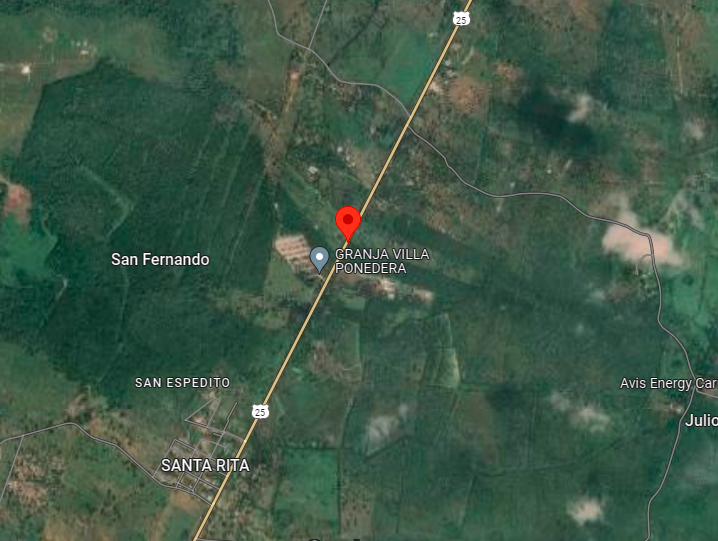 25
GRANJA VILLA
PONEDERA
San Fernando
SAN ESPEDITO
Avis Energy Car
25
Julio
SANTA RITA